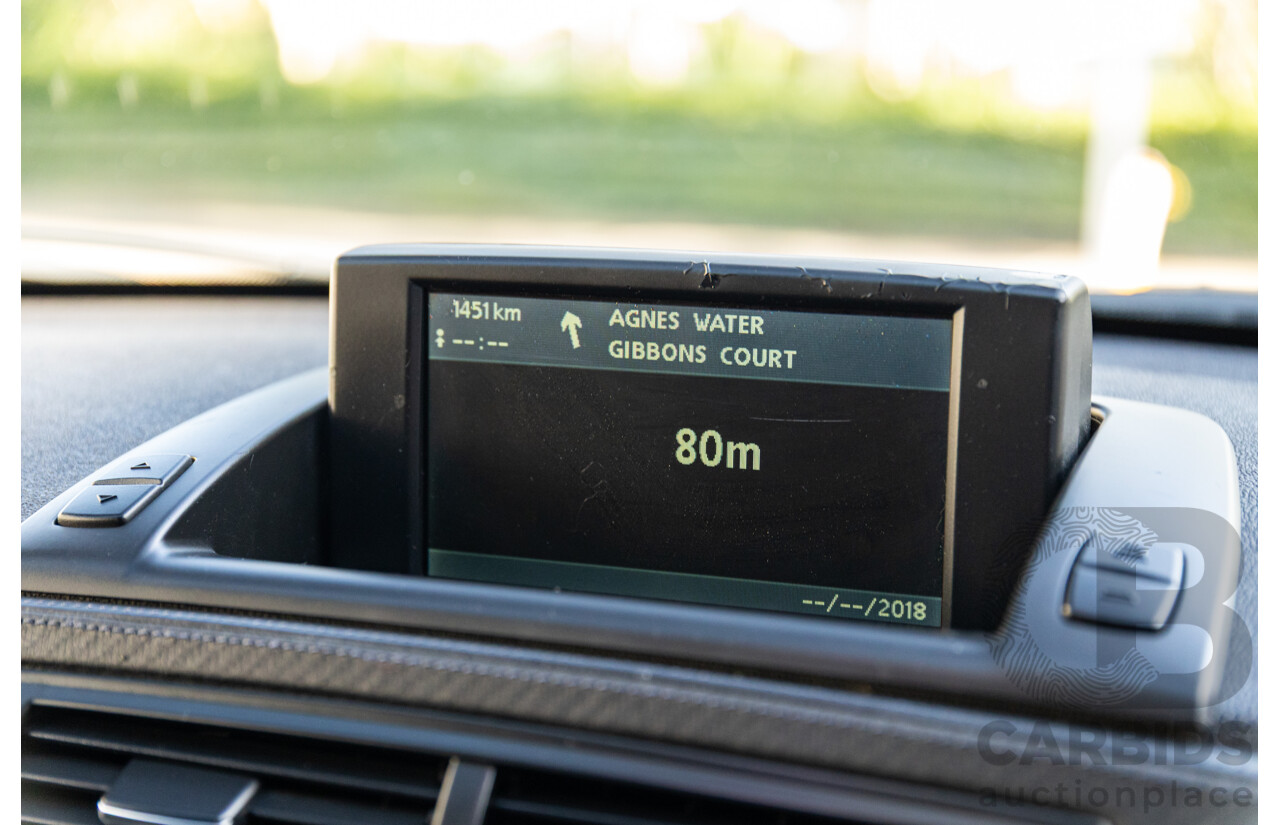 1451km
--:--
AGNES WATER
GIBBONS COURT
80m
--/--/2018
CARBIDS
auctionplace